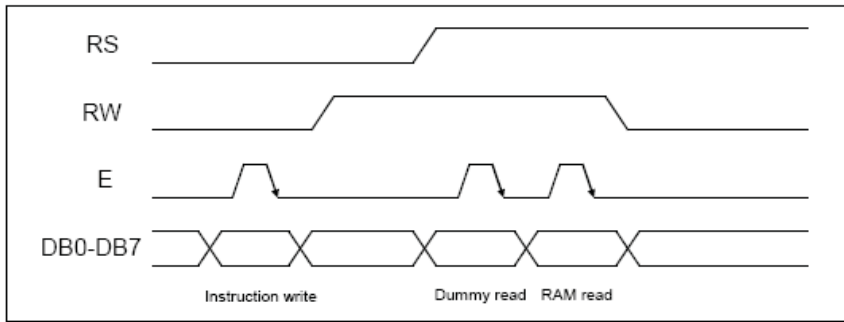 RS
RW
E
DB0-DB7
Instruction write
Dummy read
RAM read